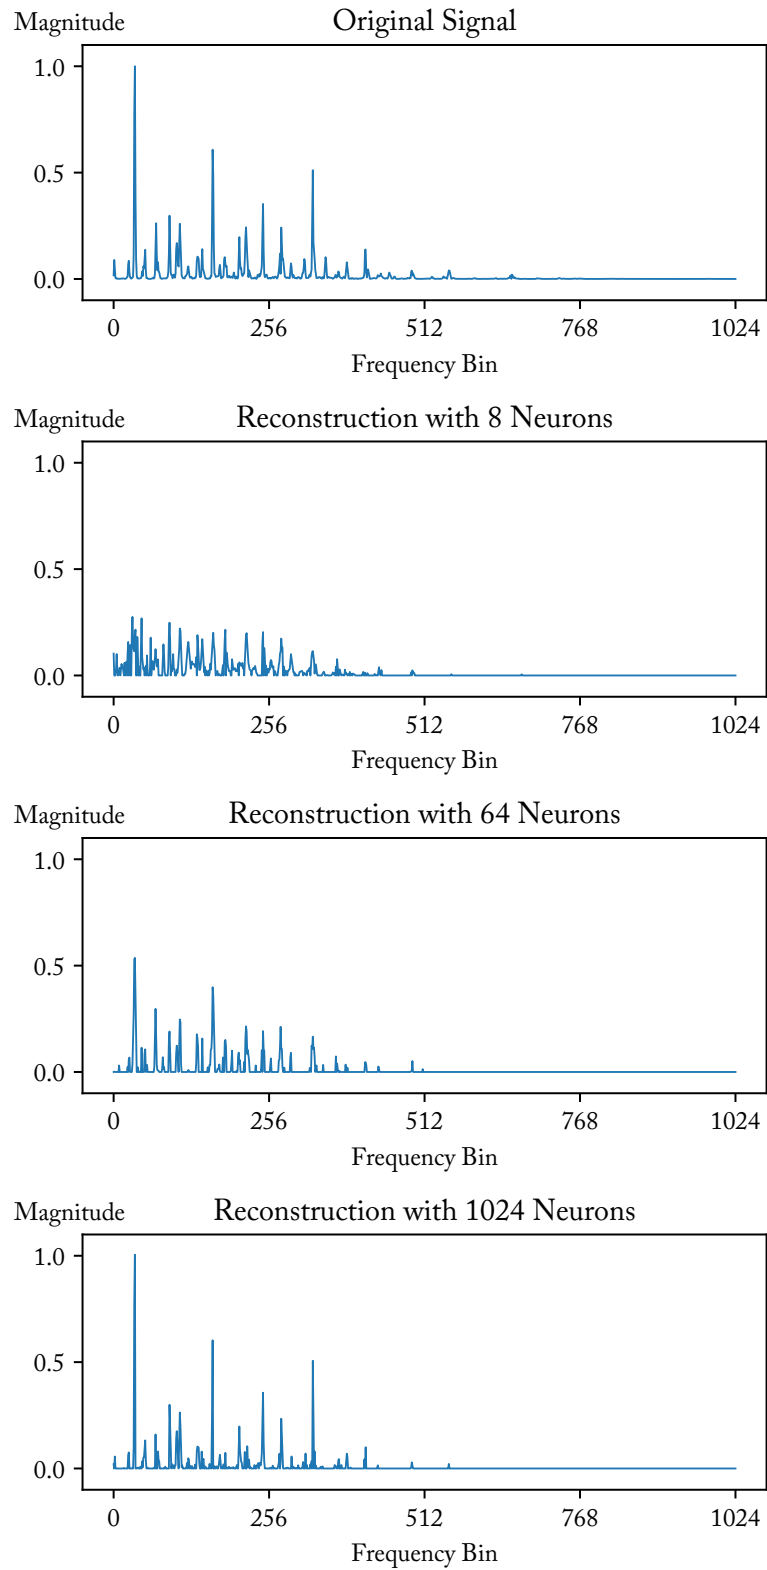 Magnitude Original Signal
1.0
0.5
0.0
0 256 512 768 1024
Frequency Bin
Magnitude Reconstruction with 8 Neurons
1.0
0.5
0.0
0 256 512 768 1024
Frequency Bin
Magnitude Reconstruction with 64 Neurons
1.0
0.5
0.0
0 256 512 768 1024
Frequency Bin
Magnitude Reconstruction with 1024 Neurons
1.0
0.5
0.0
0 256 512 768 1024
Frequency Bin